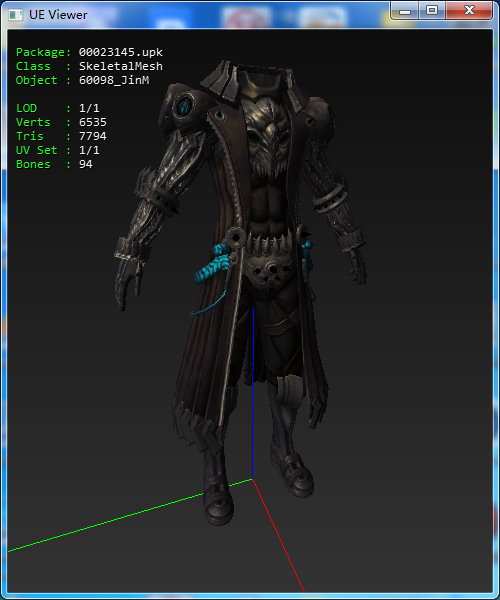 UE Viewer
Package: 00023145.upk
Class : SkeletalMesh
Object : 60098_JinM
LOD : 1/1
Verts : 6535
Tris : 7794
UV Set : 1/1
Bones : 94